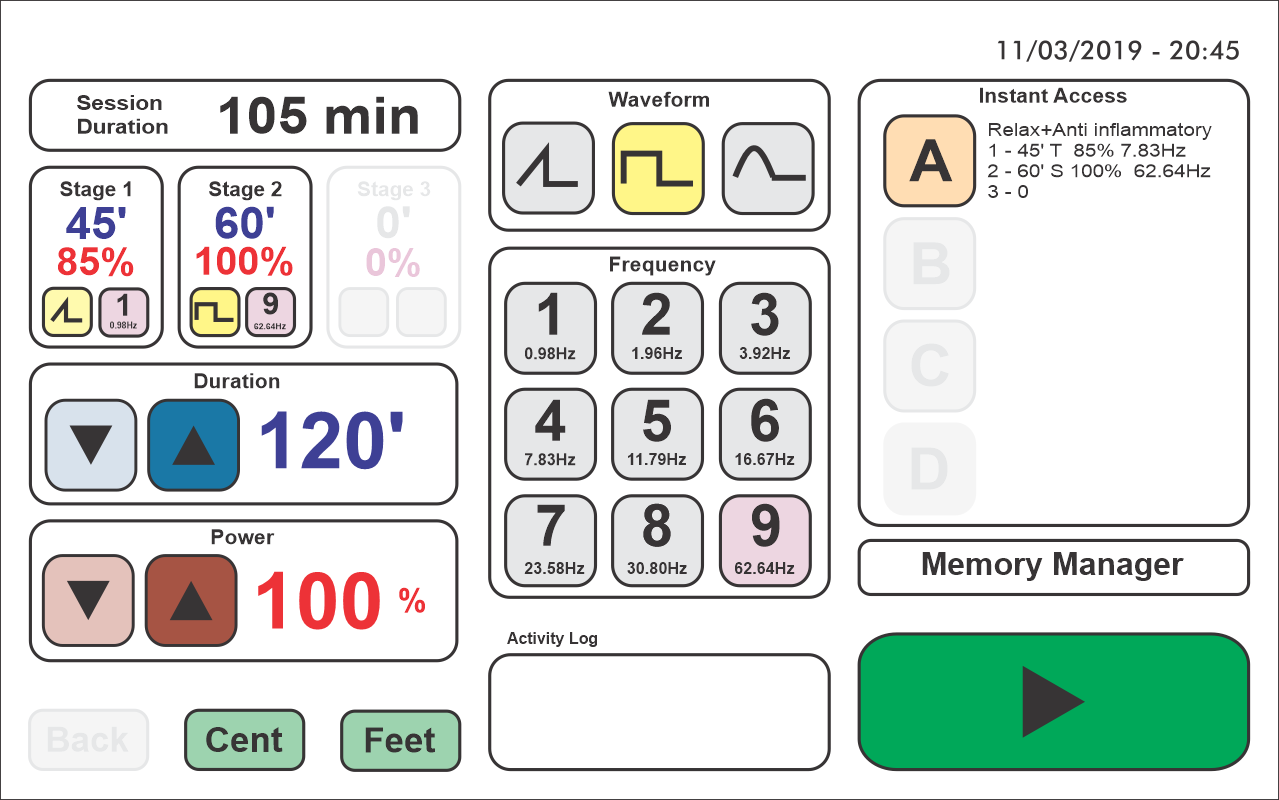 11/03/2019 - 20:45
Session
Duration
105 min
Stage 1
45'
85%
1
0.98Hz
Stage 2
60'
100%
9
62.64Hz
Stage 3
0'
0%
Duration
120'
Power
100 %
Back
Cent
Feet
Waveform
Frequency
1
0.98Hz
2
1.96Hz
3
3.92Hz
4
7.83Hz
5
11.79Hz
6
16.67Hz
7
23.58Hz
8
30.80Hz
9
62.64Hz
Activity Log
Instant Access
A
Relax+Anti inflammatory
1 - 45' T 85% 7.83Hz
2 - 60' S 100% 62.64Hz
3 - 0
B
C
D
Memory Manager